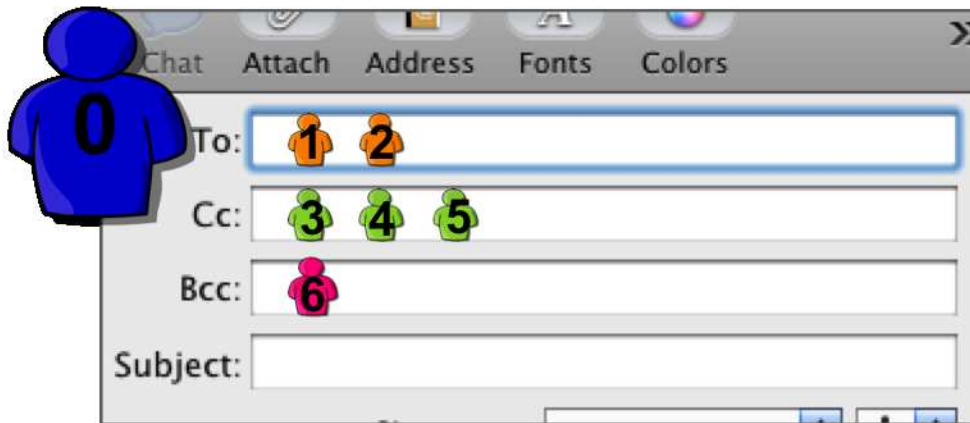 Chat Attach Address Fonts Colors
0
To: 1 2
Cc: 3 4 5
Bcc: 6
Subject: